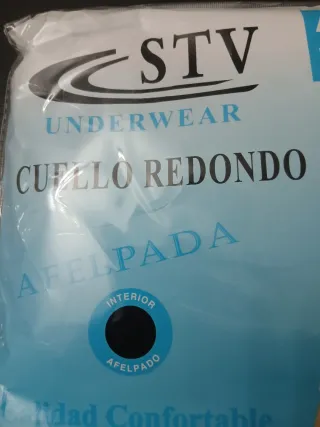 STV
UNDERWEAR
CUELLO REDONDO
AFELPADA
INTERIOR
AFELPADO
Calidad Confortable